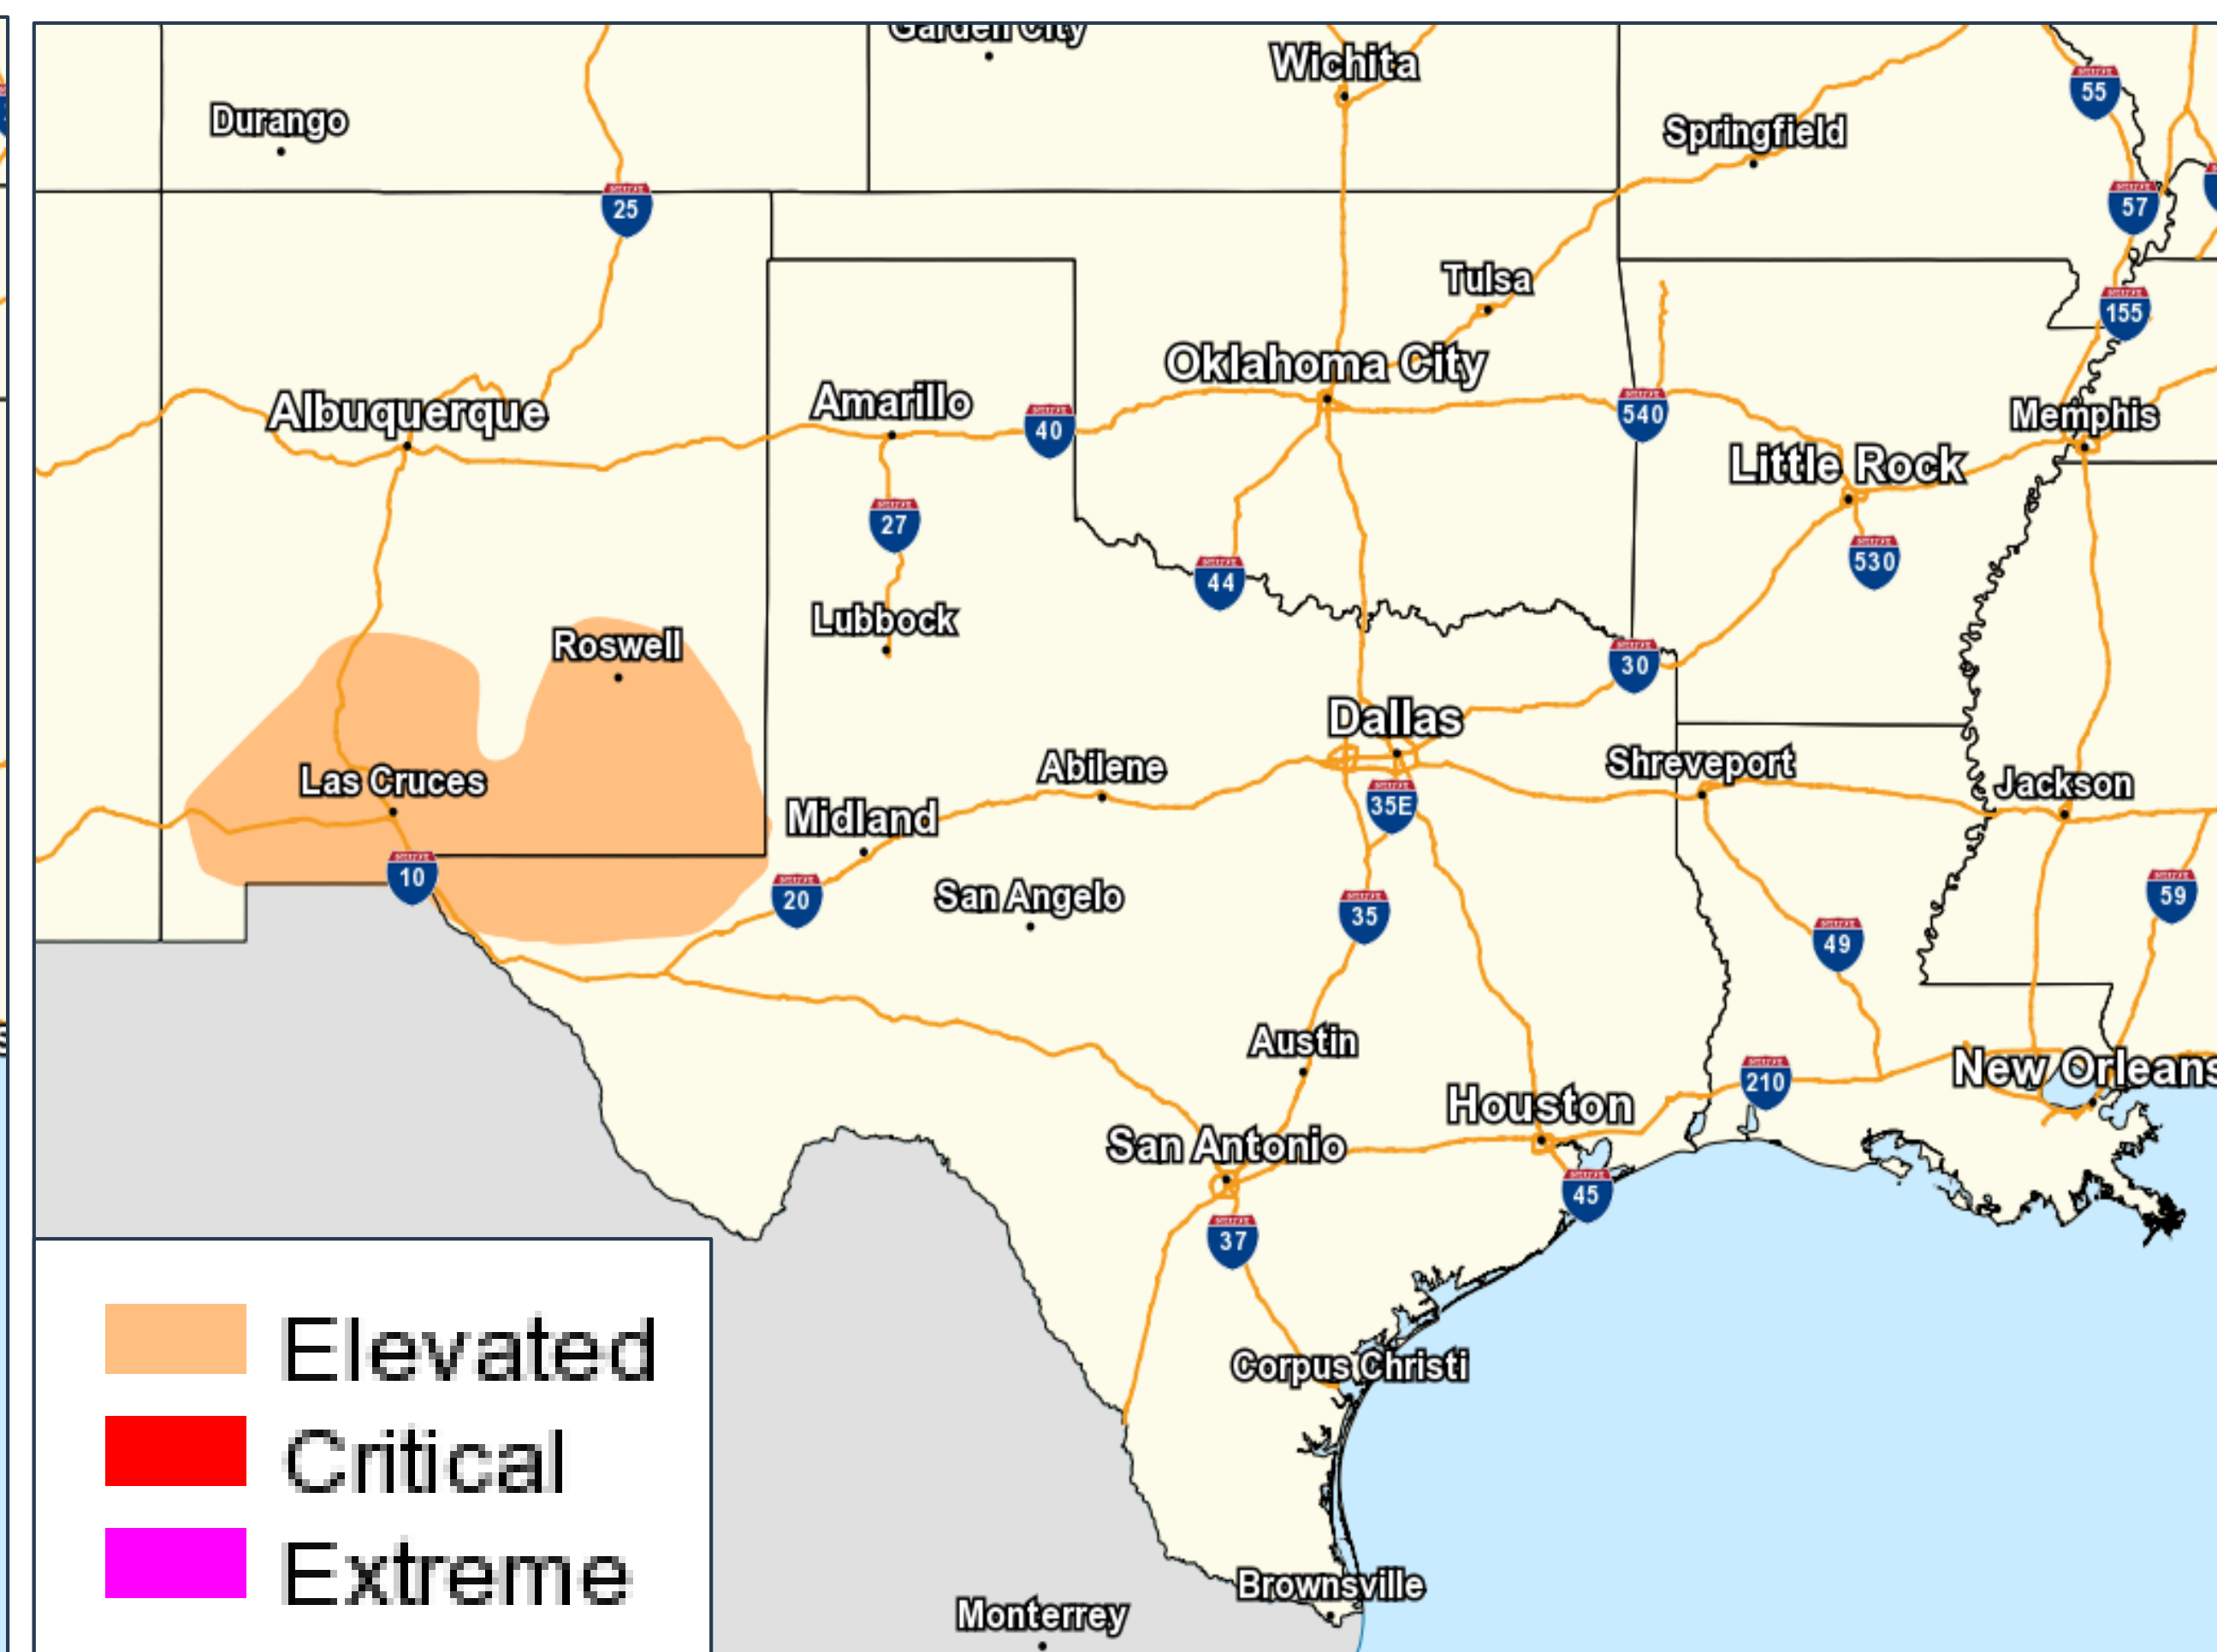 Garden City
Wichita
55
Durango
Springfield
57
25
Tulsa
155
Oklahoma City
Albuquerque
Amarillo
40
540
Memphis
Little Rock
27
530
44
Lubbock
Roswell
30
Dallas
Las Cruces
Abilene
Shreveport
Jackson
Midland
35E
10
20
San Angelo
35
59
49
Austin
New Orleans
210
Houston
San Antonio
45
37
Elevated
Corpus Christi
Critical
Extreme
Brownsville
Monterrey